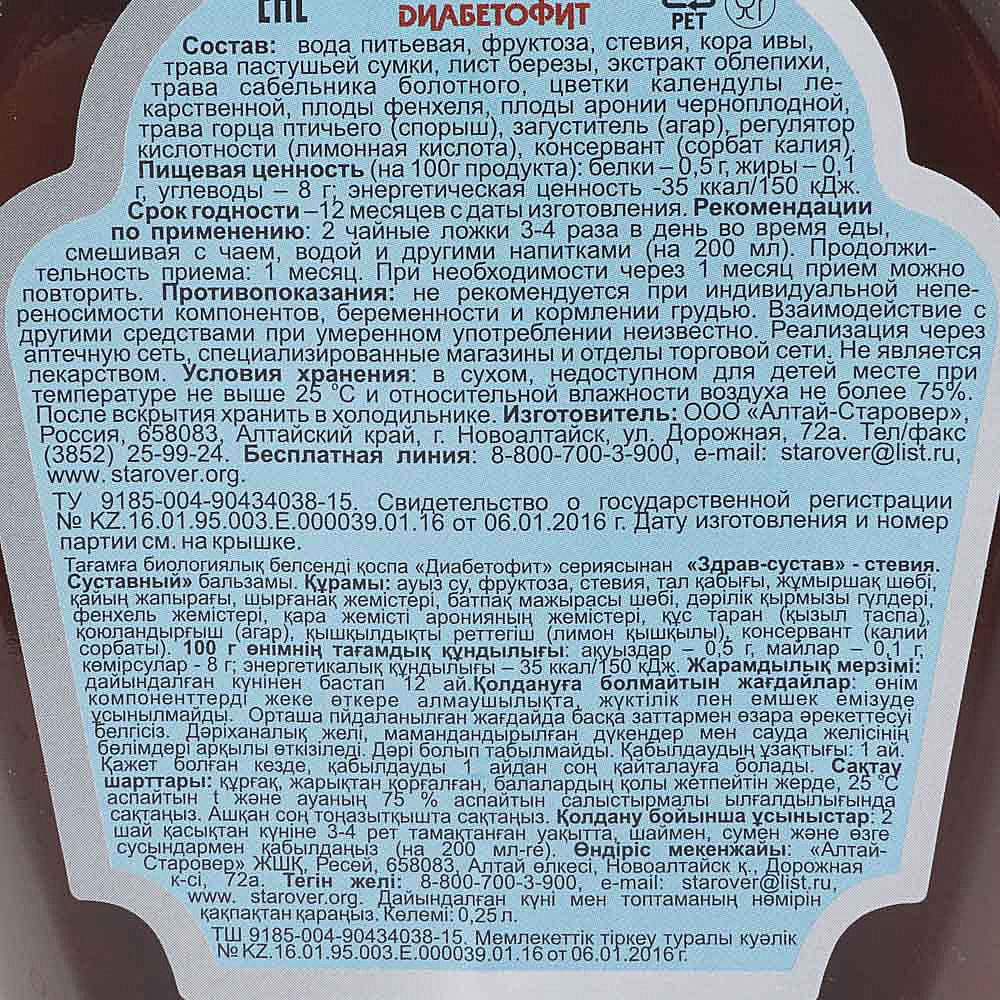 ДИАБЕТОФИТ
PET
Состав: вода питьевая, фруктоза, стевия, кора ивы,
трава пастушьей сумки, лист березы, экстракт облепихи,
трава сабельника болотного, цветки календулы ле-
карственной, плоды фенхеля, плоды аронии черноплодной,
трава горца птичьего (спорыш), загуститель (агар), регулятор
кислотности (лимонная кислота), консервант (сорбат калия).
Пищевая ценность (на 100г продукта): белки – 0,5 г, жиры – 0,1
г, углеводы – 8 г; энергетическая ценность -35 ккал/150 кДж.
Срок годности –12 месяцев с даты изготовления. Рекомендации
по применению: 2 чайные ложки 3-4 раза в день во время еды,
смешивая с чаем, водой и другими напитками (на 200 мл). Продолжи-
тельность приема: 1 месяц. При необходимости через 1 месяц прием можно
повторить. Противопоказания: не рекомендуется при индивидуальной непе-
реносимости компонентов, беременности и кормлении грудью. Взаимодействие с
другими средствами при умеренном употреблении неизвестно. Реализация через
аптечную сеть, специализированные магазины и отделы торговой сети. Не является
лекарством. Условия хранения: в сухом, недоступном для детей месте при
температуре не выше 25 °С и относительной влажности воздуха не более 75%.
После вскрытия хранить в холодильнике. Изготовитель: ООО «Алтай-Старовер»,
Россия, 658083, Алтайский край, г. Новоалтайск, ул. Дорожная, 72а. Тел/факс
(3852) 25-99-24. Бесплатная линия: 8-800-700-3-900, e-mail: starover@list.ru,
www. starover.org.
ТУ 9185-004-90434038-15. Свидетельство о государственной регистрации
№ KZ.16.01.95.003.E.000039.01.16 от 06.01.2016 г. Дату изготовления и номер
партии см. на крышке.
Тағамға биологиялық белсенді қоспа «Диабетофит» сериясынан «Здрав-сустав» - стевия.
Суставный» бальзамы. Құрамы: ауыз су, фруктоза, стевия, тал қабығы, жұмыршақ шөбі,
қайың жапырағы, шырғанақ жемістері, батпақ мажырасы шөбі, дәрілік қырмызы гүлдері,
фенхель жемістері, қара жемісті аронияның жемістері, құс таран (қызыл таспа),
қоюландырғыш (агар), қышқылдықты реттегіш (лимон қышқылы), консервант (калий
сорбаты). 100 г өнімнің тағамдық құндылығы: ақуыздар – 0,5 г, майлар – 0,1 г,
көмірсулар - 8 г; энергетикалық құндылығы – 35 ккал/150 кДж. Жарамдылық мерзімі:
дайындалған күнінен бастап 12 ай.Қолдануға болмайтын жағдайлар: өнім
компоненттерді жеке өткере алмаушылықта, жүктілік пен емшек емізуде
ұсынылмайды. Орташа пйдаланылған жағдайда басқа заттармен өзара әрекеттесуі
белгісіз. Дәріханалық желі, мамандандырылған дүкендер мен сауда желісінің
бөлімдері арқылы өткізіледі. Дәрі болып табылмайды. Қабылдаудың ұзақтығы: 1 ай.
Қажет болған кезде, қабылдауды 1 айдан соң қайталауға болады. Сақтау
шарттары: құрғақ, жарықтан қорғалған, балалардың қолы жетпейтін жерде, 25 °С
аспайтын t және ауаның 75 % аспайтын салыстырмалы ылғалдылығында
сақтаңыз. Ашқан соң тоңазытқышта сақтаңыз. Қолдану бойынша ұсыныстар: 2
шай қасықтан күніне 3-4 рет тамақтанған уақытта, шаймен, сумен және өзге
сусындармен қабылдаңыз (на 200 мл-ге). Өндіріс мекенжайы: «Алтай-
Старовер» ЖШҚ, Ресей, 658083, Алтай өлкесі, Новоалтайск қ., Дорожная
к-сі, 72а. Тегін желі: 8-800-700-3-900, e-mail: starover@list.ru,
www. starover.org. Дайындалған күні мен топтаманың нөмірін
қақпақтан қараңыз. Көлемі: 0,25 л.
ТШ 9185-004-90434038-15. Мемлекеттік тіркеу туралы куәлік
№ KZ.16.01.95.003.E.000039.01.16 от 06.01.2016 г.